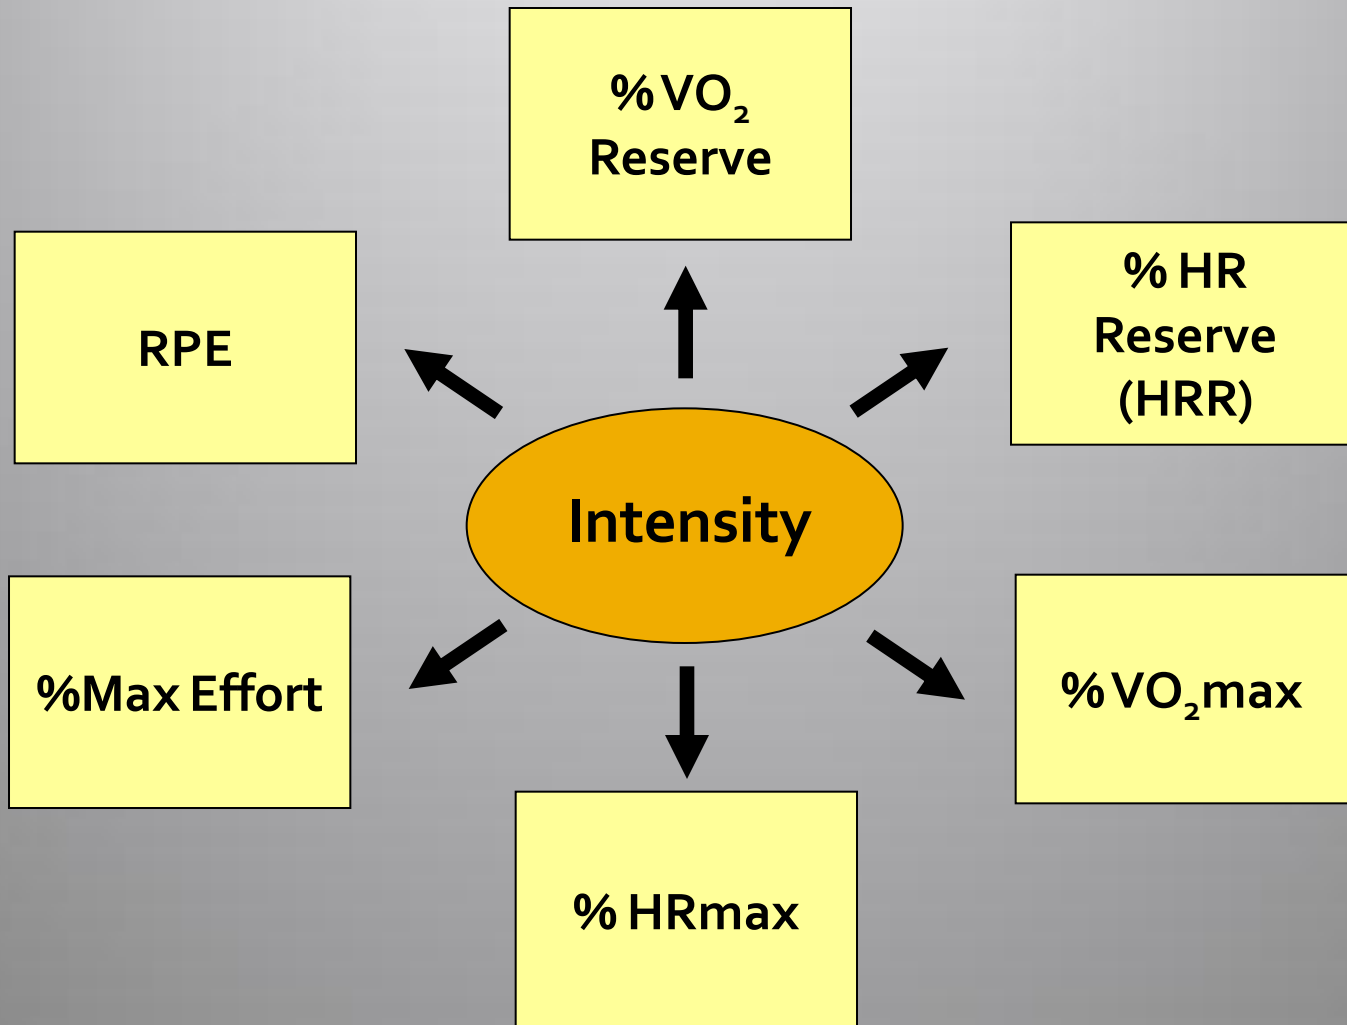 % VO₂
Reserve
% HR
Reserve
(HRR)
RPE
Intensity
%Max Effort
% VO₂max
% HRmax